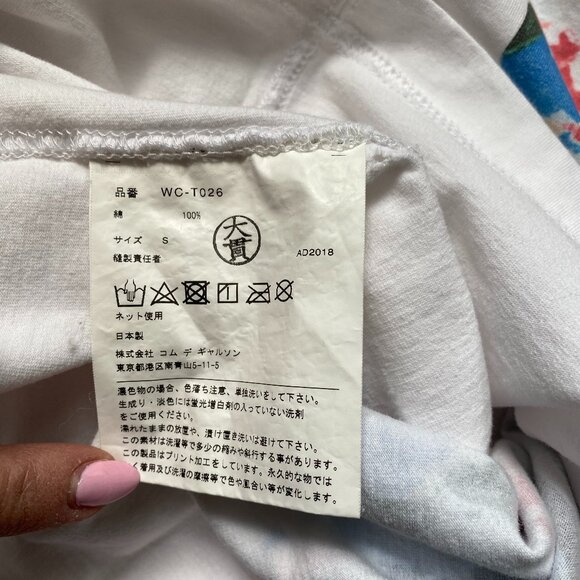 品番 WC-T026
綿 100%
サイズ S
縫製責任者
大貫
AD2018
ネット使用
日本製
株式会社 コム デ ギャルソン
東京都港区南青山5-11-5
濃色物の場合、色落ち注意、単独洗いをして下さい。
生成り・淡色には蛍光増白剤の入っていない洗剤
をご使用ください。
濡れたままの放置や、漬け置き洗いは避けて下さい。
この素材は洗濯等で多少の縮みや斜行する事があります。
この製品はプリント加工をしています。永久的な物では
く着用及び洗濯の摩擦等で色や風合い等が変化します。